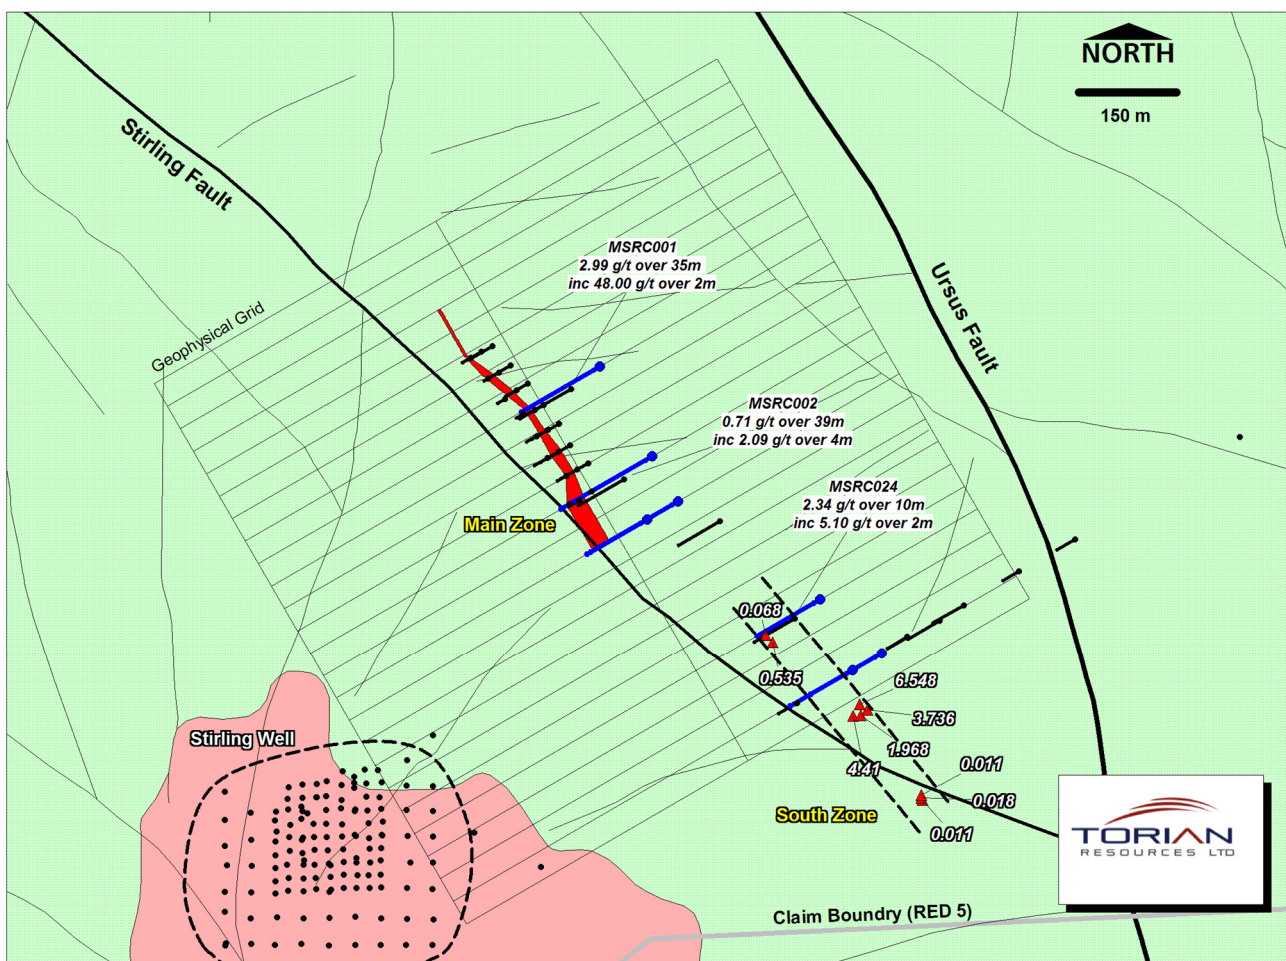 NORTH
150 m
Stirling Fault
Ursus Fault
Geophysical Grid
MSRC001
2.99 g/t over 35m
inc 48.00 g/t over 2m
MSRC002
0.71 g/t over 39m
inc 2.09 g/t over 4m
MSRC024
2.34 g/t over 10m
inc 5.10 g/t over 2m
Main Zone
0.068
0.535
6.548
3.736
1.968
4.41
0.011
0.018
0.011
Stirling Well
South Zone
Claim Boundry (RED 5)
TORIAN
RESOURCES LTD